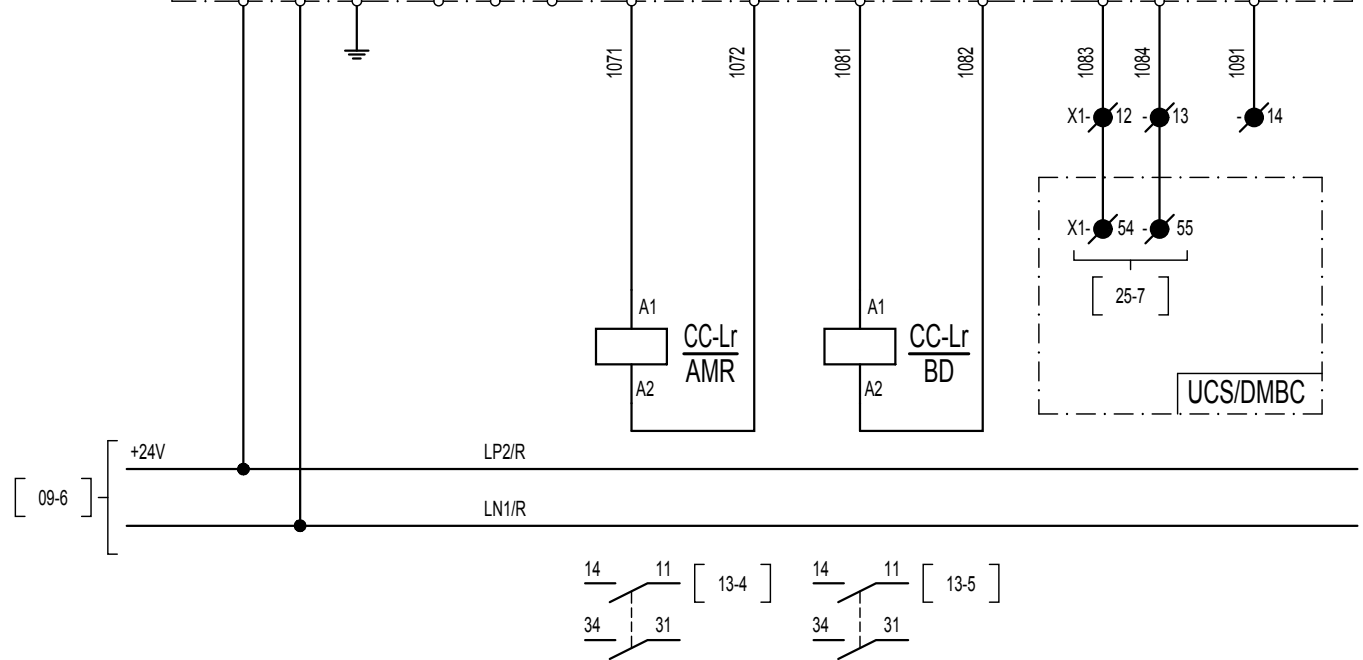 1071
1072
1081
1082
1083
1084
1091
X1- 12 - 13 - 14
X1- 54 - 55
25-7
A1
CC-Lr
AMR
A2
A1
CC-Lr
BD
A2
UCS/DMBC
+24V LP2/R
09-6
LN1/R
14 11 13-4 14 11 13-5
34 31 34 31